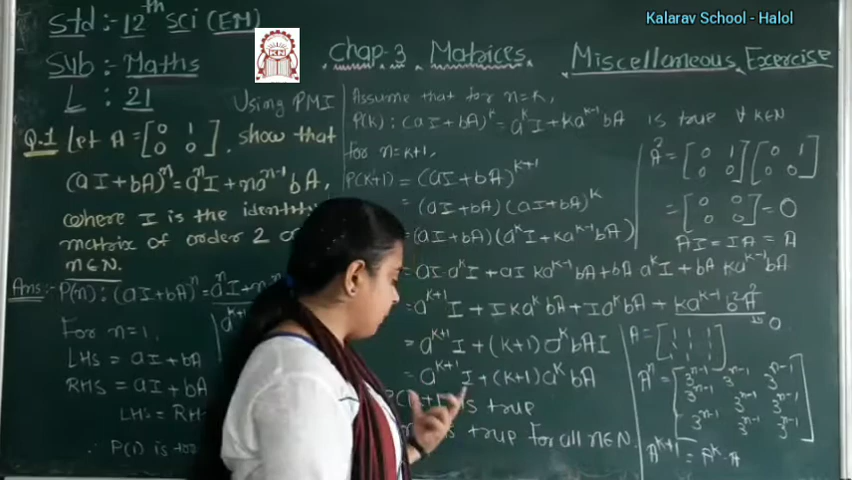 Kalarav School - Halol
Std :- 12th Sci (EM)
Sub :- Maths
L : 21
KN
Chap-3 Matrices
Miscellaneous Exercise
Using PMI
Q.1 Let A = [0 1
0 0], show that
(aI+bA)^n = a^n I + na^(n-1) bA,
where I is the identity
matrix of order 2
n∈N.
Ans:- P(n) : (aI+bA)^n = a^n I +
For n=1,
LHS = aI+bA
RHS = aI+bA
LHS = RH
∴ P(1) is
Assume that for n=k,
P(k) : (aI+bA)^k = a^k I + ka^(k-1) bA is true ∀ k∈N
For n=k+1,
P(k+1) = (aI+bA)^(k+1)
= (aI+bA)(aI+bA)^k
= (aI+bA)(a^k I + ka^(k-1) bA)
= aI·a^k I + aI ka^(k-1) bA + bA a^k I + bA ka^(k-1) bA
= a^(k+1) I + I ka^k bA + I a^k bA + ka^(k-1) b²A²
is 0
= a^(k+1) I + (k+1) a^k bAI
= a^(k+1) I + (k+1) a^k bA
is true
is true for all n∈N.
A² = [0 1
0 0] [0 1
0 0]
= [0 0
0 0] = 0
AI = IA = A
A = [1 1 1
1 1 1
1 1 1]
A^n = [3^(n-1) 3^(n-1) 3^(n-1)
3^(n-1) 3^(n-1) 3^(n-1)
3^(n-1) 3^(n-1) 3^(n-1)]
A^(k+1) = A^k · A